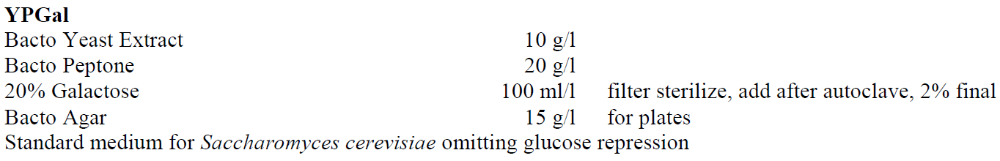 YPGal
Bacto Yeast Extract 10 g/l
Bacto Peptone 20 g/l
20% Galactose 100 ml/l filter sterilize, add after autoclave, 2% final
Bacto Agar 15 g/l for plates
Standard medium for Saccharomyces cerevisiae omitting glucose repression